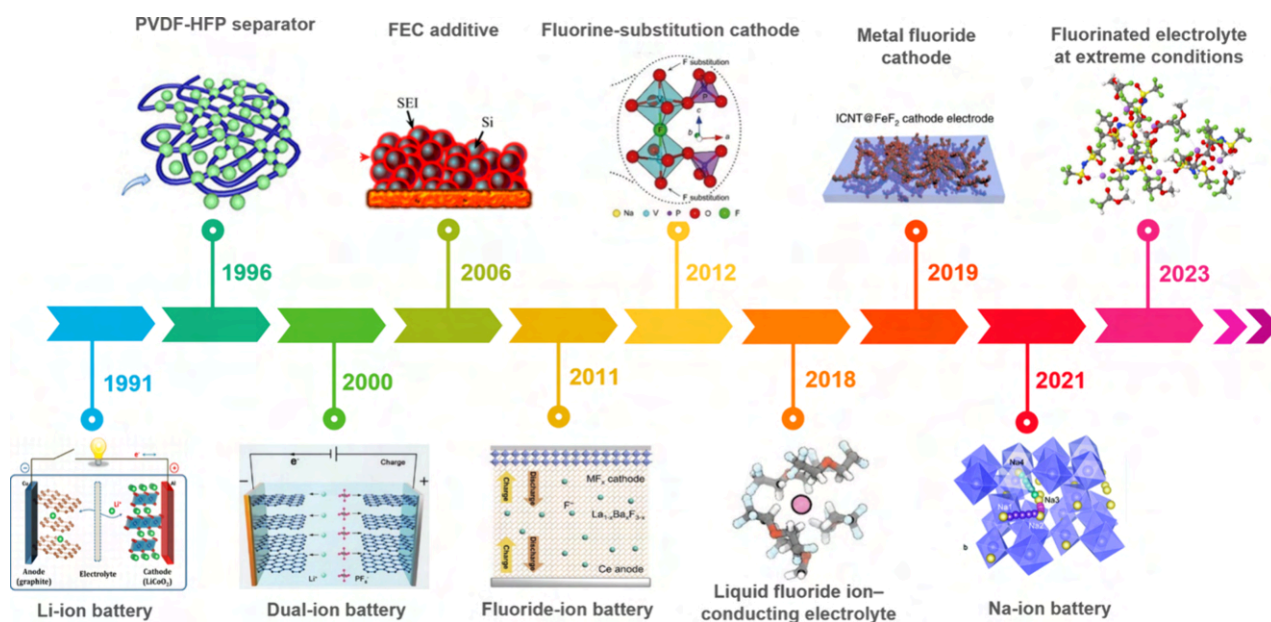 PVDF-HFP separator
FEC additive
Fluorine-substitution cathode
Metal fluoride
cathode
Fluorinated electrolyte
at extreme conditions
SEI
Si
F substitution
c
b
a
F
P
F substitution
Na V P O F
ICNT@FeF₂ cathode electrode
1996
2006
2012
2019
2023
1991
2000
2011
2018
2021
e⁻
Li⁺
Anode
(graphite)
Electrolyte
Cathode
(LiCoO₂)
Li-ion battery
e⁻
Charge
− +
Li⁺ PF₆⁻
Dual-ion battery
Charge
Discharge
MFₓ cathode
F⁻
La₁₋ₓBaₓF₃₋ₓ
Charge
Discharge
Ce anode
Fluoride-ion battery
Liquid fluoride ion–
conducting electrolyte
Na4
Na3
Na1
Na2
b
Na-ion battery